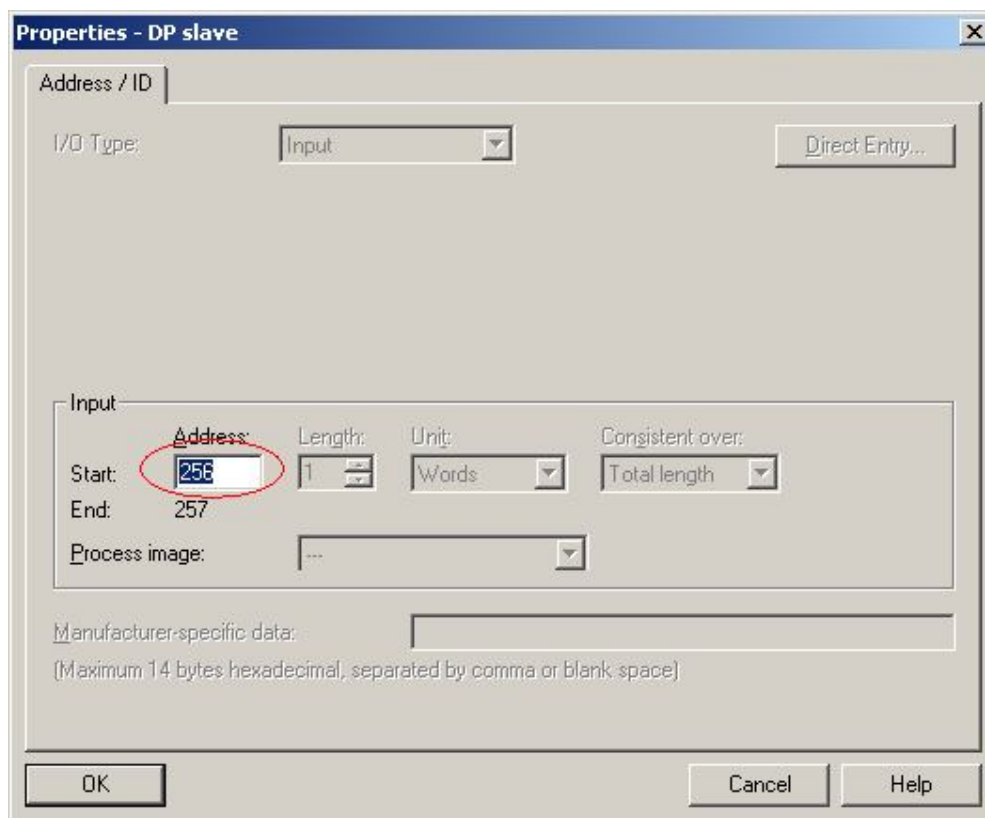 Properties - DP slave
Address / ID
I/O Type:
Input
Direct Entry...
Input
Address: Length: Unit: Consistent over:
Start: 256 1 Words Total length
End: 257
Process image: ---
Manufacturer-specific data:
(Maximum 14 bytes hexadecimal, separated by comma or blank space)
OK Cancel Help